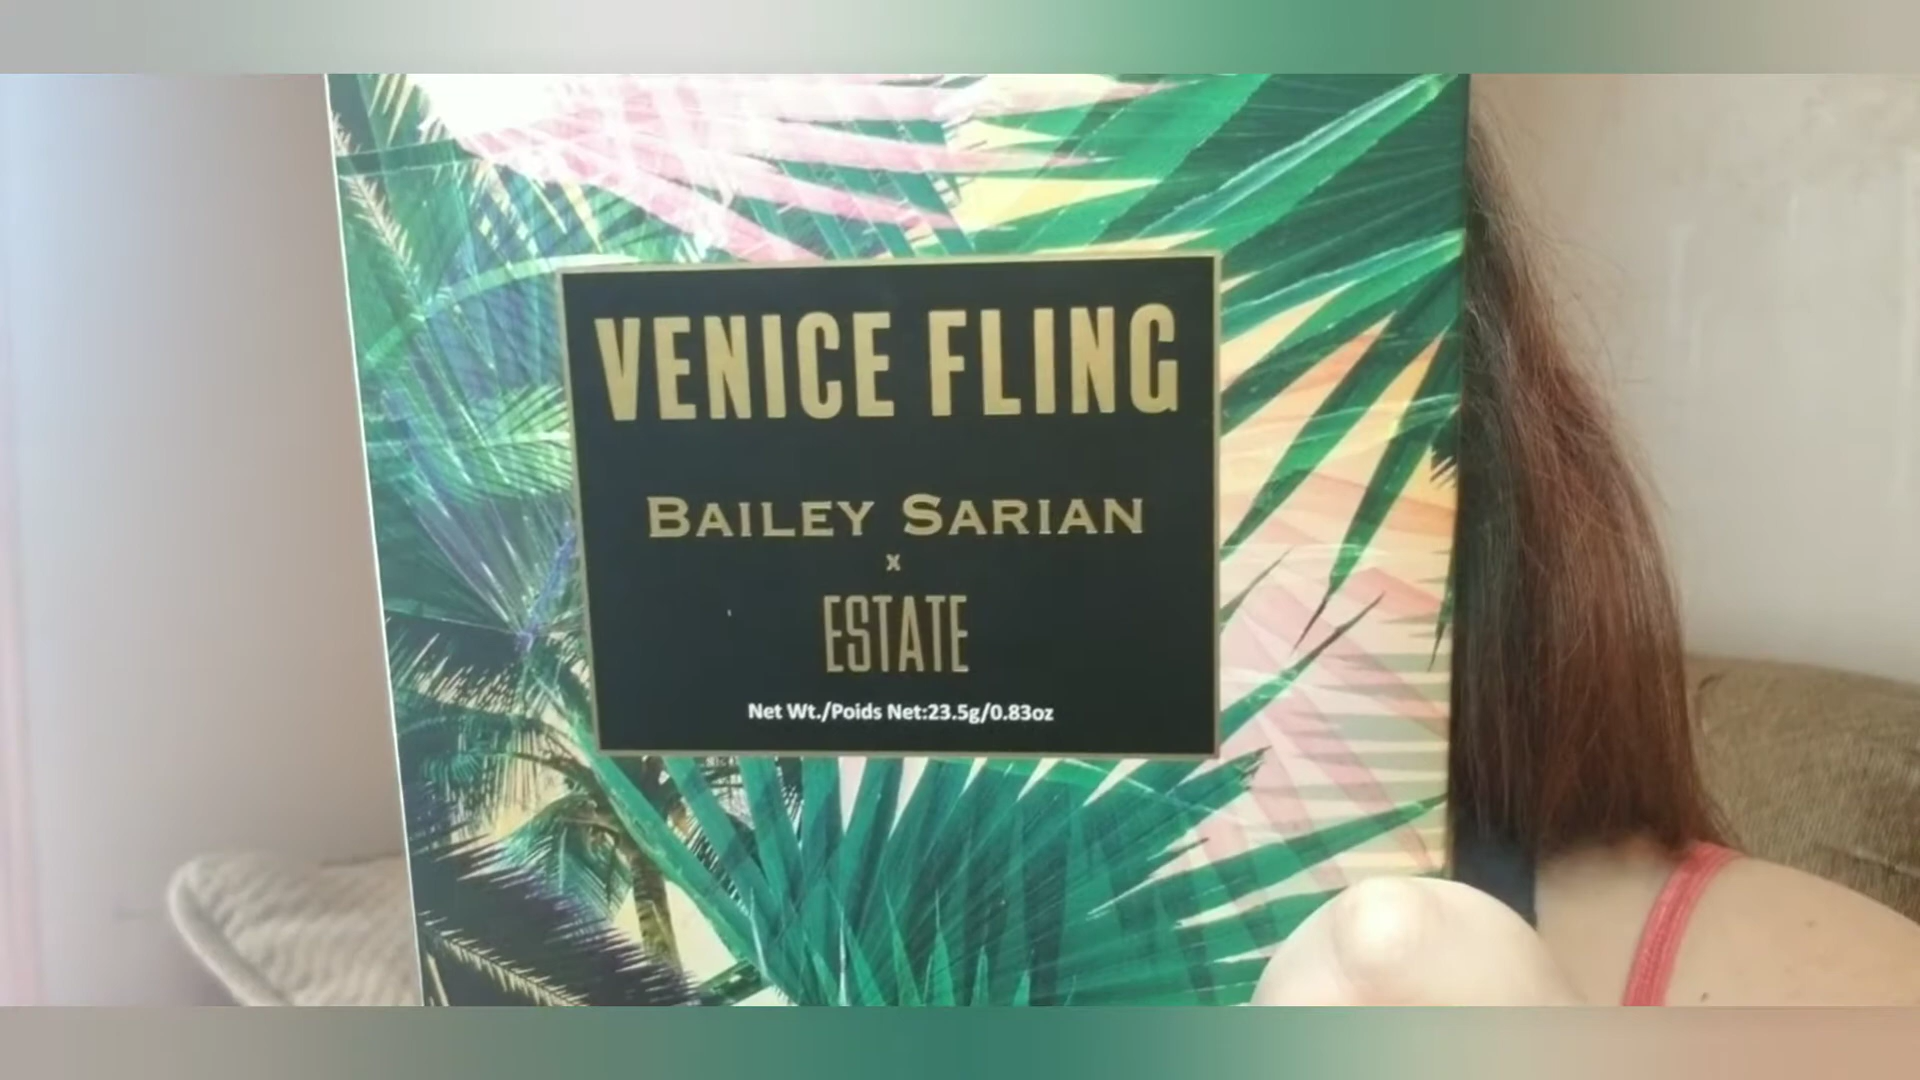 VENICE FLING
BAILEY SARIAN
x
ESTATE
Net Wt./Poids Net:23.5g/0.83oz